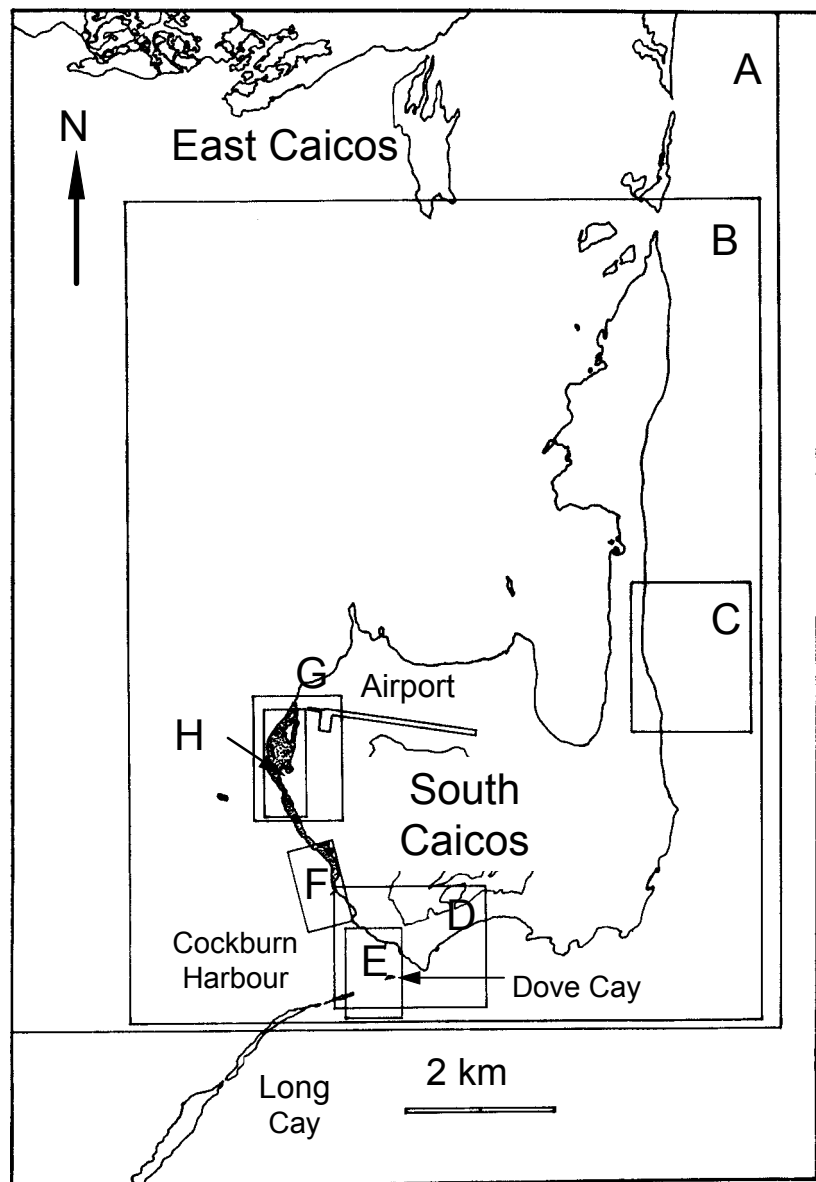 A
N
East Caicos
B
C
G
Airport
H
South
Caicos
F
D
Cockburn
Harbour
E
Dove Cay
2 km
Long
Cay